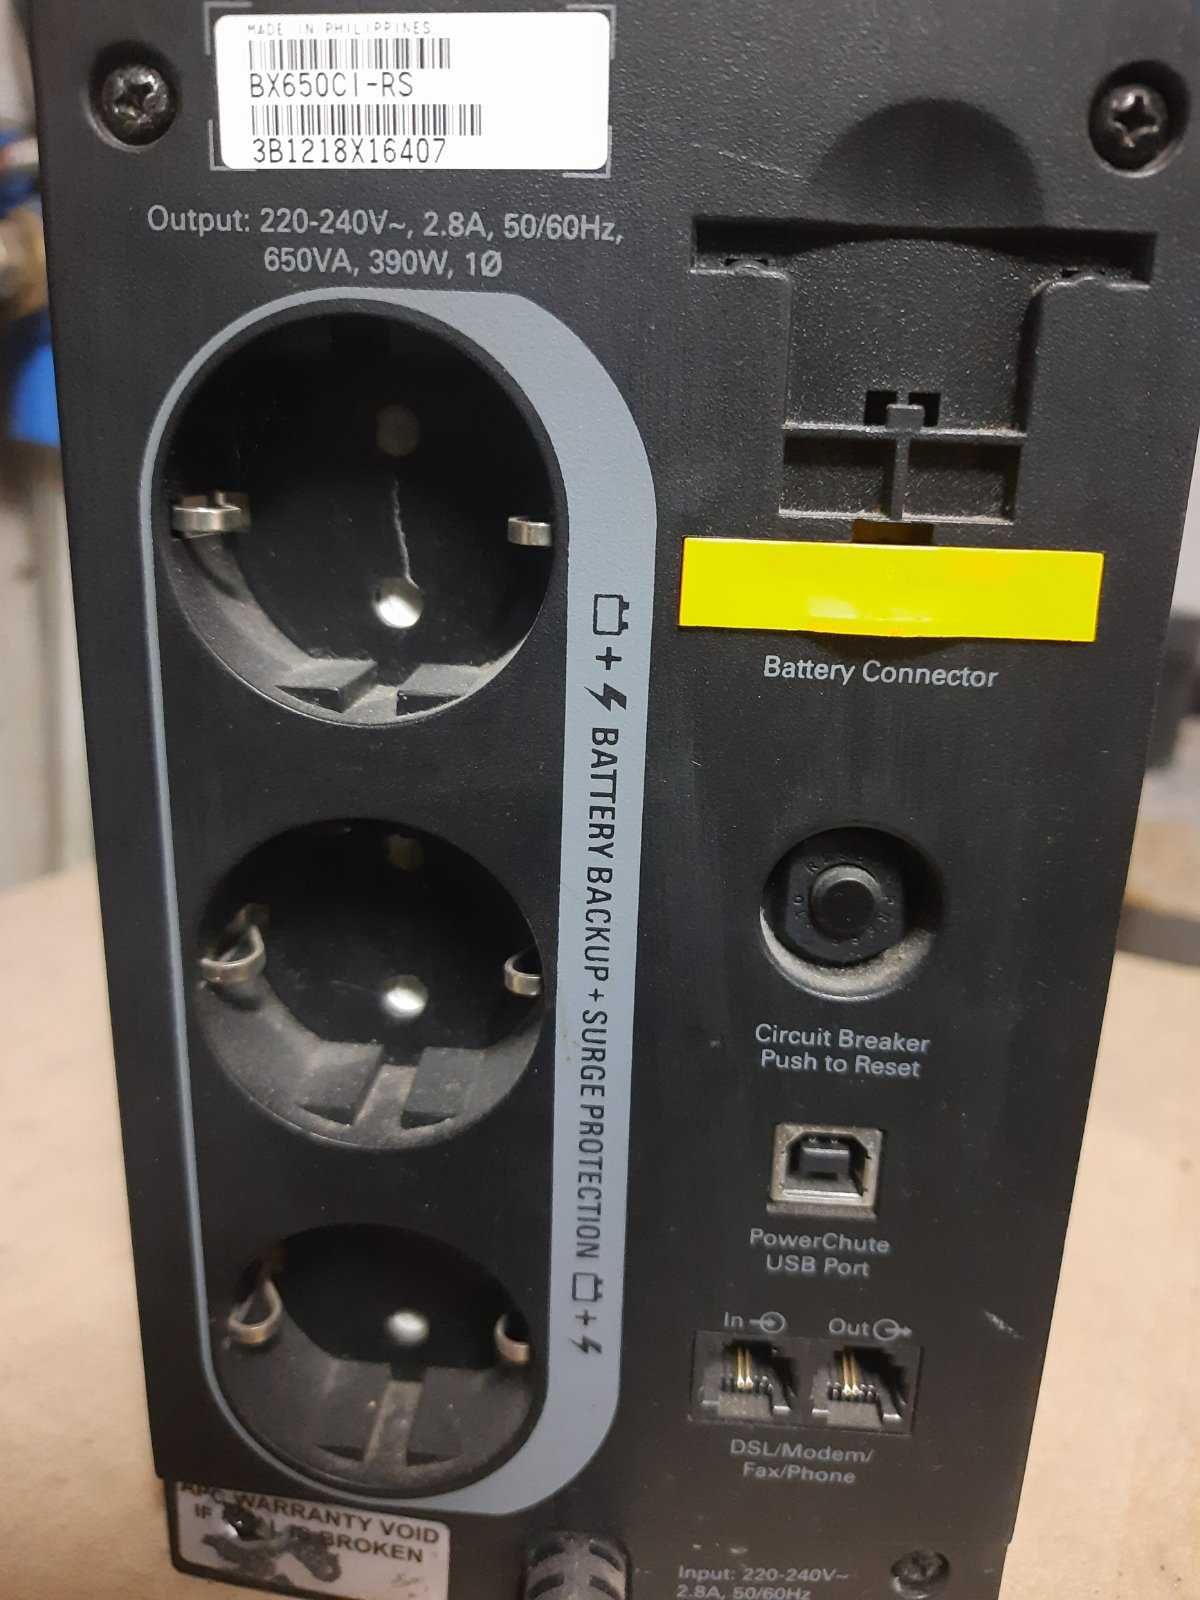 MADE IN PHILIPPINES
BX650CI-RS
3B1218X16407
Output: 220-240V~, 2.8A, 50/60Hz,
650VA, 390W, 1Ø
BATTERY BACKUP + SURGE PROTECTION
Battery Connector
Circuit Breaker
Push to Reset
PowerChute
USB Port
In
Out
DSL/Modem/
Fax/Phone
APC WARRANTY VOID
IF BROKEN
Input: 220-240V~
2.8A, 50/60Hz